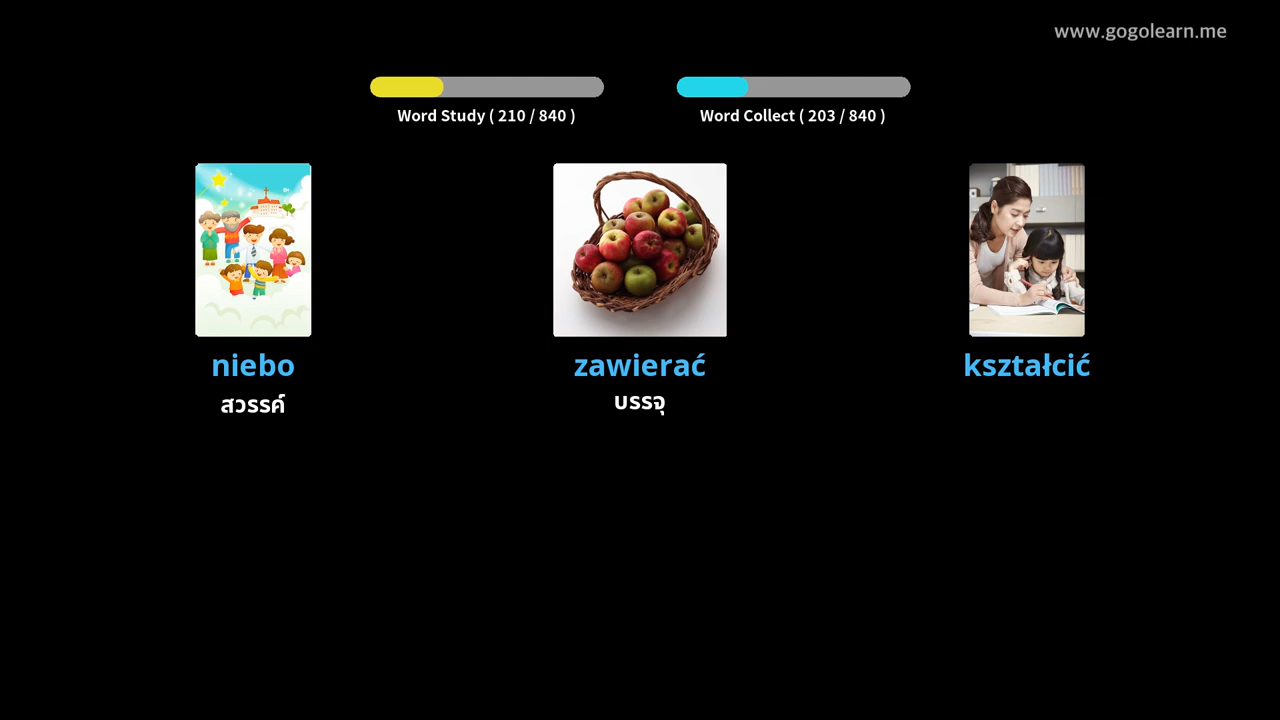 www.gogolearn.me
Word Study ( 210 / 840 )
Word Collect ( 203 / 840 )
niebo
zawierać
kształcić
สวรรค์
บรรจุ